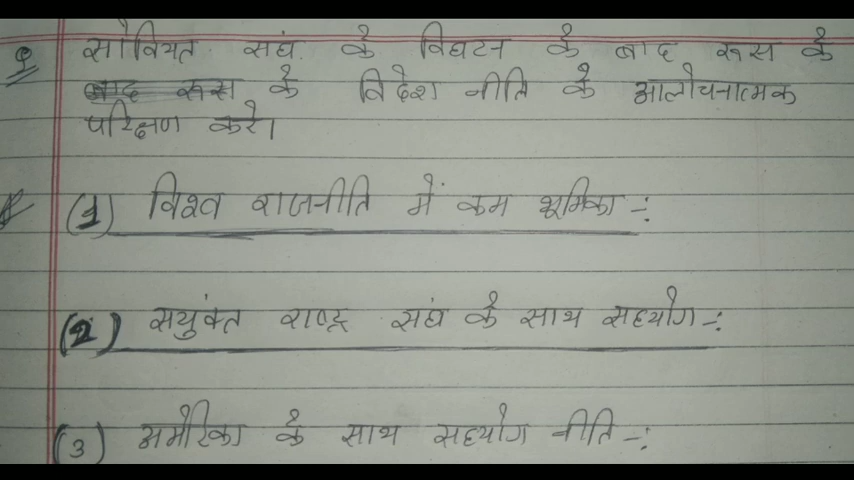 Q सोवियत संघ के विघटन के बाद रूस के
बाद रूस के विदेश नीति के आलोचनात्मक
परिक्षण करे।
(1) विश्व राजनीति में कम भूमिका -:
(2) सयुंक्त राष्ट्र संघ के साथ सहयोग -:
(3) अमेरिका के साथ सहयोग नीति -: